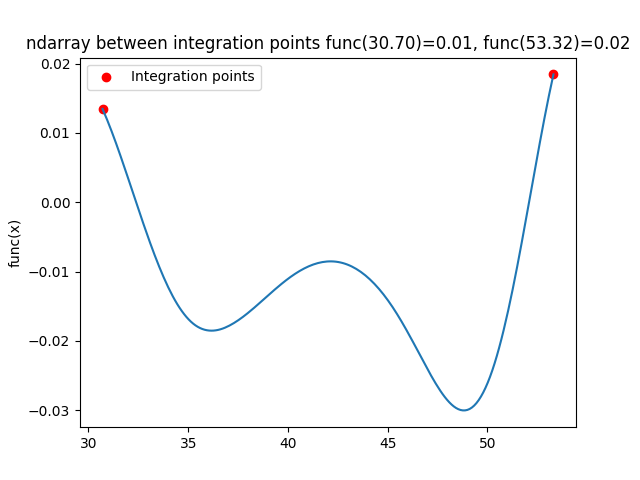 ndarray between integration points func(30.70)=0.01, func(53.32)=0.02
Integration points
0.02
0.01
0.00
−0.01
−0.02
−0.03
func(x)
30 35 40 45 50